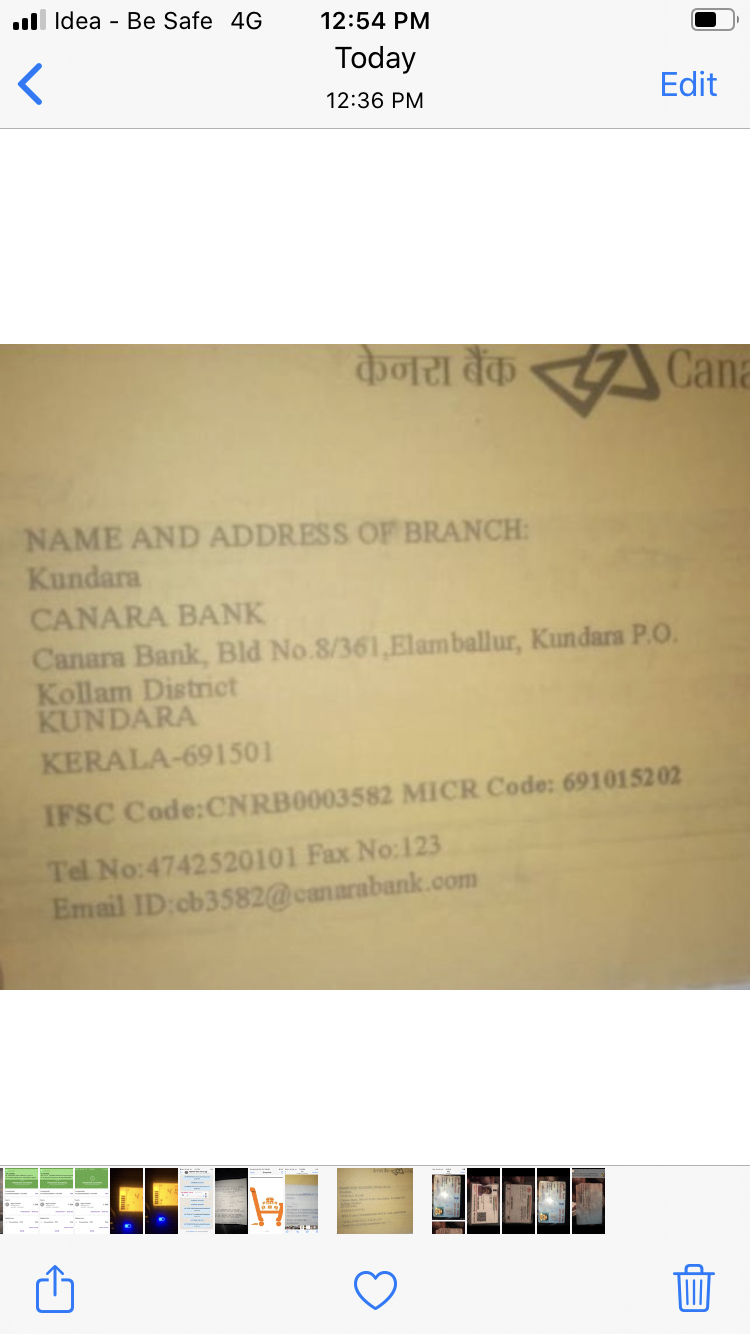 Idea - Be Safe 4G 12:54 PM
Today
12:36 PM
Edit
केनरा बैंक Cana
NAME AND ADDRESS OF BRANCH:
Kundara
CANARA BANK
Canara Bank, Bld No.8/361,Elamballur, Kundara P.O.
Kollam District
KUNDARA
KERALA-691501
IFSC Code:CNRB0003582 MICR Code: 691015202
Tel No:4742520101 Fax No:123
Email ID:cb3582@canarabank.com